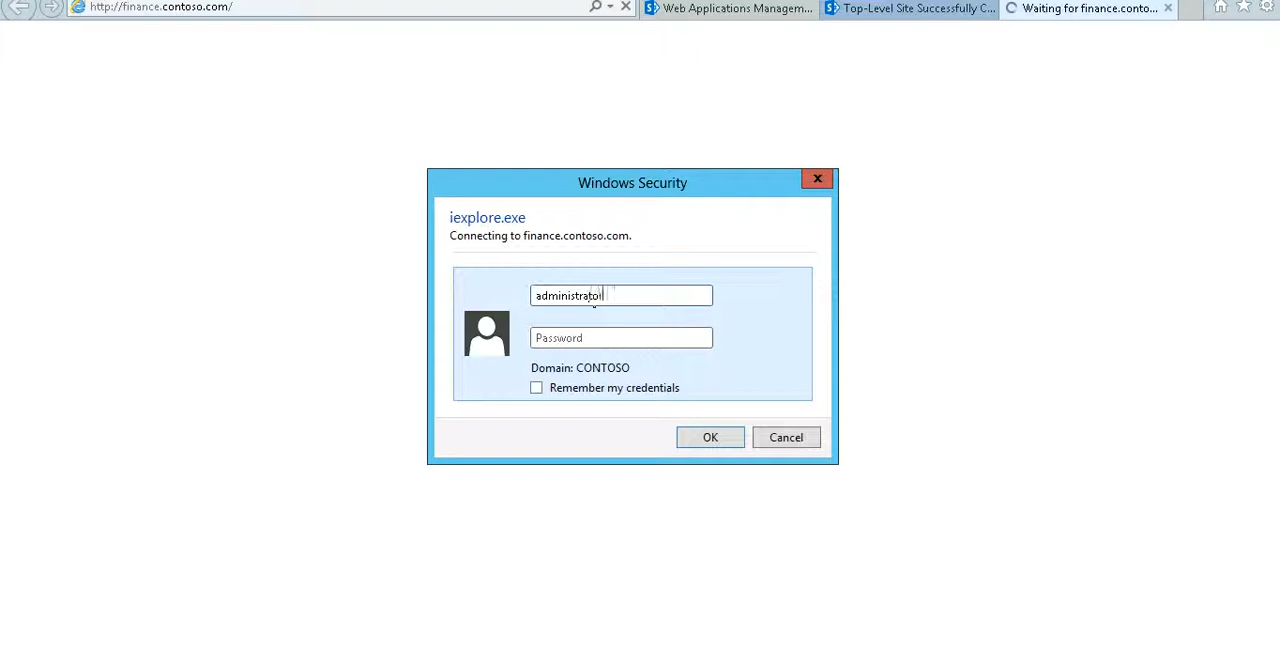 http://finance.contoso.com/
Web Applications Managem...
Top-Level Site Successfully C...
Waiting for finance.conto...
Windows Security
iexplore.exe
Connecting to finance.contoso.com.
administrator
Password
Domain: CONTOSO
Remember my credentials
OK
Cancel